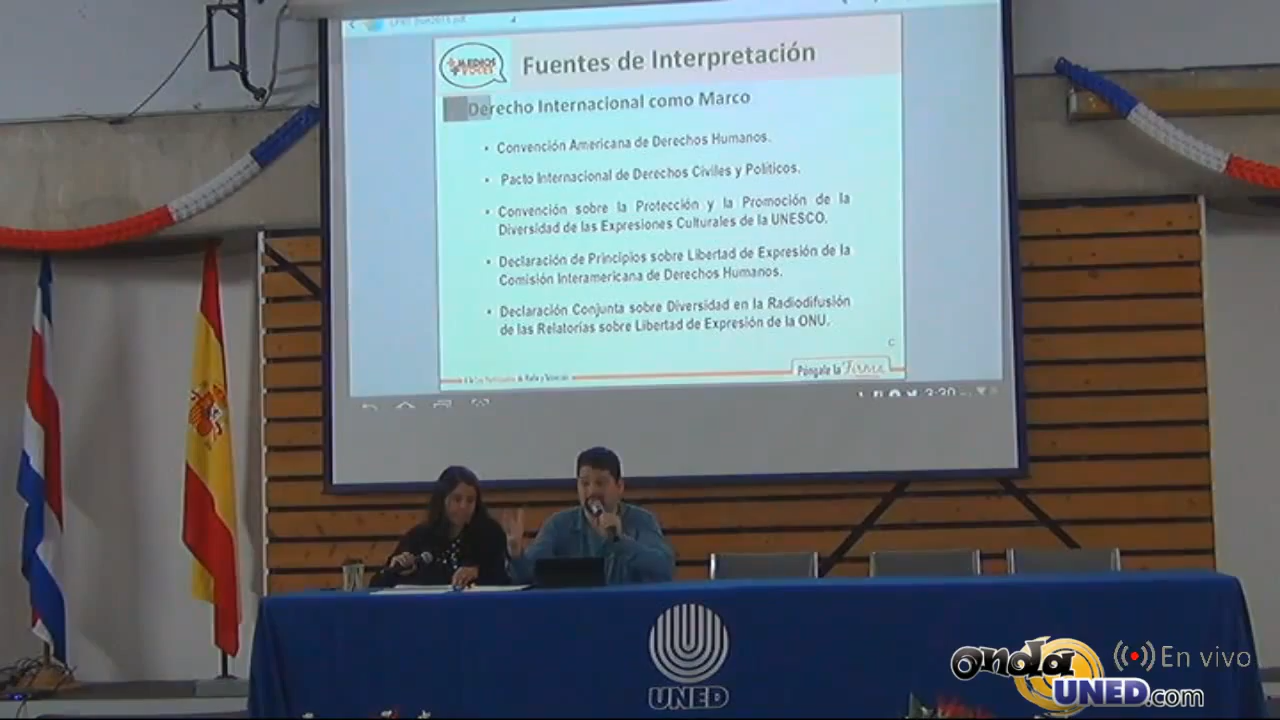 +MEDIOS
+VOCES
Fuentes de Interpretación
Derecho Internacional como Marco
• Convención Americana de Derechos Humanos.
• Pacto Internacional de Derechos Civiles y Políticos.
• Convención sobre la Protección y la Promoción de la
Diversidad de las Expresiones Culturales de la UNESCO.
• Declaración de Principios sobre Libertad de Expresión de la
Comisión Interamericana de Derechos Humanos.
• Declaración Conjunta sobre Diversidad en la Radiodifusión
de las Relatorías sobre Libertad de Expresión de la ONU.
C
Póngale la Firma
UNED
onda
UNED.com
En vivo